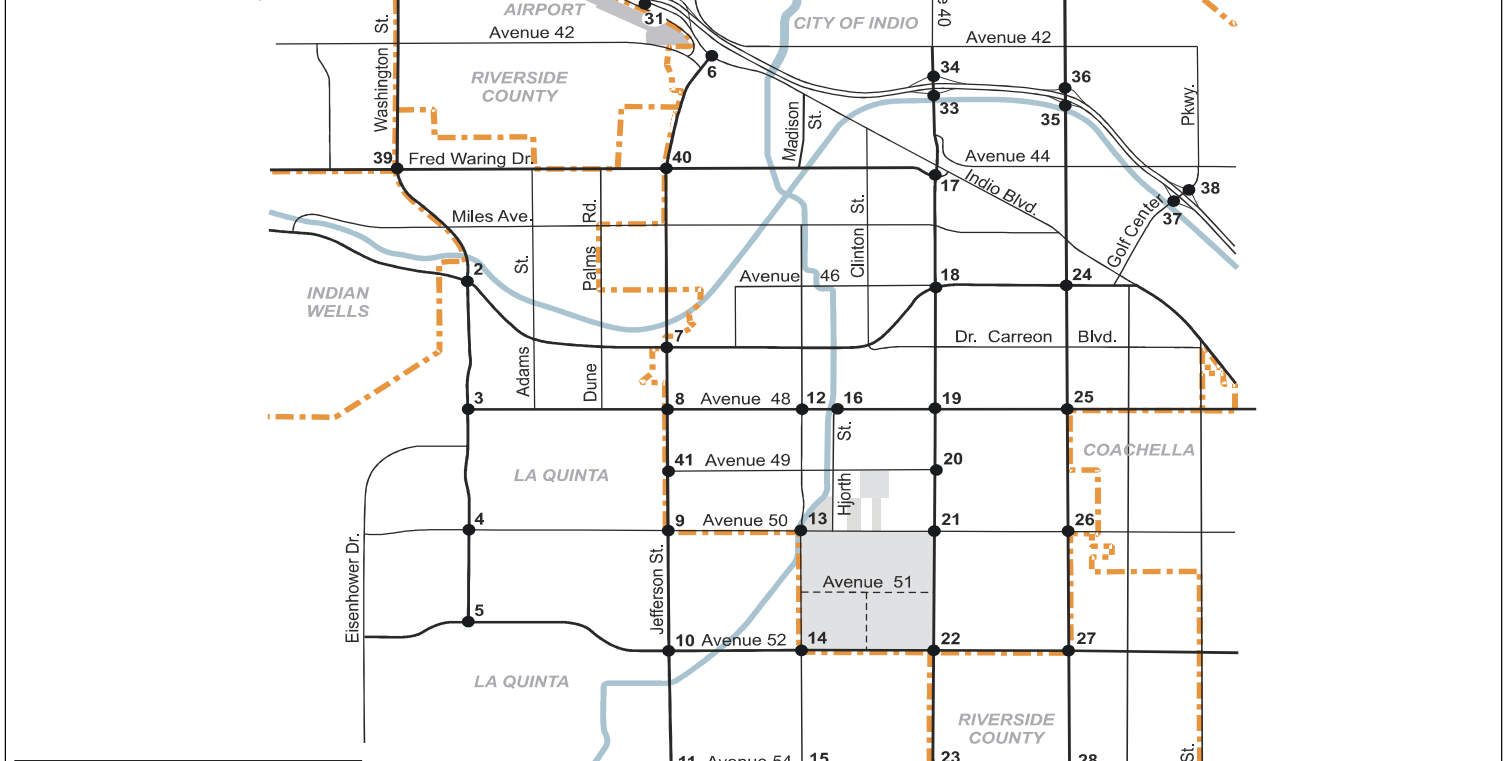 AIRPORT
31
CITY OF INDIO
e 40
St.
Avenue 42
Avenue 42
6
34
36
RIVERSIDE
COUNTY
Washington
Madison
St.
33
35
Pkwy.
39
Fred Waring Dr.
40
Avenue 44
17
Indio Blvd.
38
37
Miles Ave.
Rd.
St.
Clinton
Golf Center
2
St.
Palms
Avenue 46
18
24
INDIAN
WELLS
7
Dr. Carreon Blvd.
Adams
Dune
3
8
Avenue 48
12
16
19
25
St.
COACHELLA
41
Avenue 49
20
LA QUINTA
Hjorth
4
9
Avenue 50
13
21
26
Eisenhower Dr.
Jefferson St.
Avenue 51
5
10
Avenue 52
14
22
27
LA QUINTA
RIVERSIDE
COUNTY
St.
11
Avenue 54
15
23
28